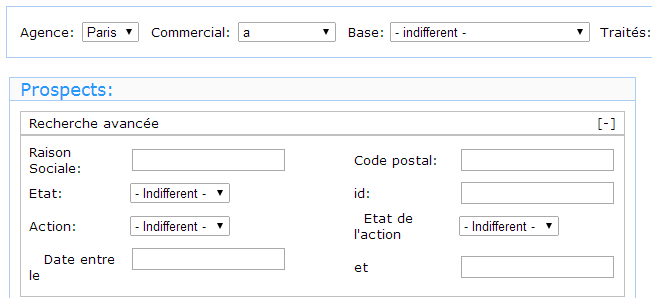 Agence: Paris Commercial: a Base: - indifferent - Traités:
Prospects:
Recherche avancée [-]
Raison
Sociale:
Code postal:
Etat: - Indifferent - id:
Action: - Indifferent -
Etat de
l'action
- Indifferent -
Date entre
le
et